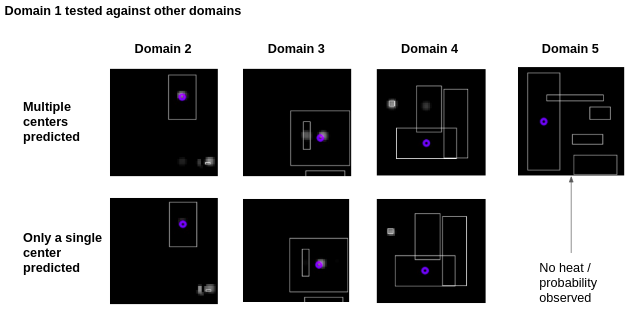 Domain 1 tested against other domains
Domain 2
Domain 3
Domain 4
Domain 5
Multiple
centers
predicted
Only a single
center
predicted
No heat /
probability
observed